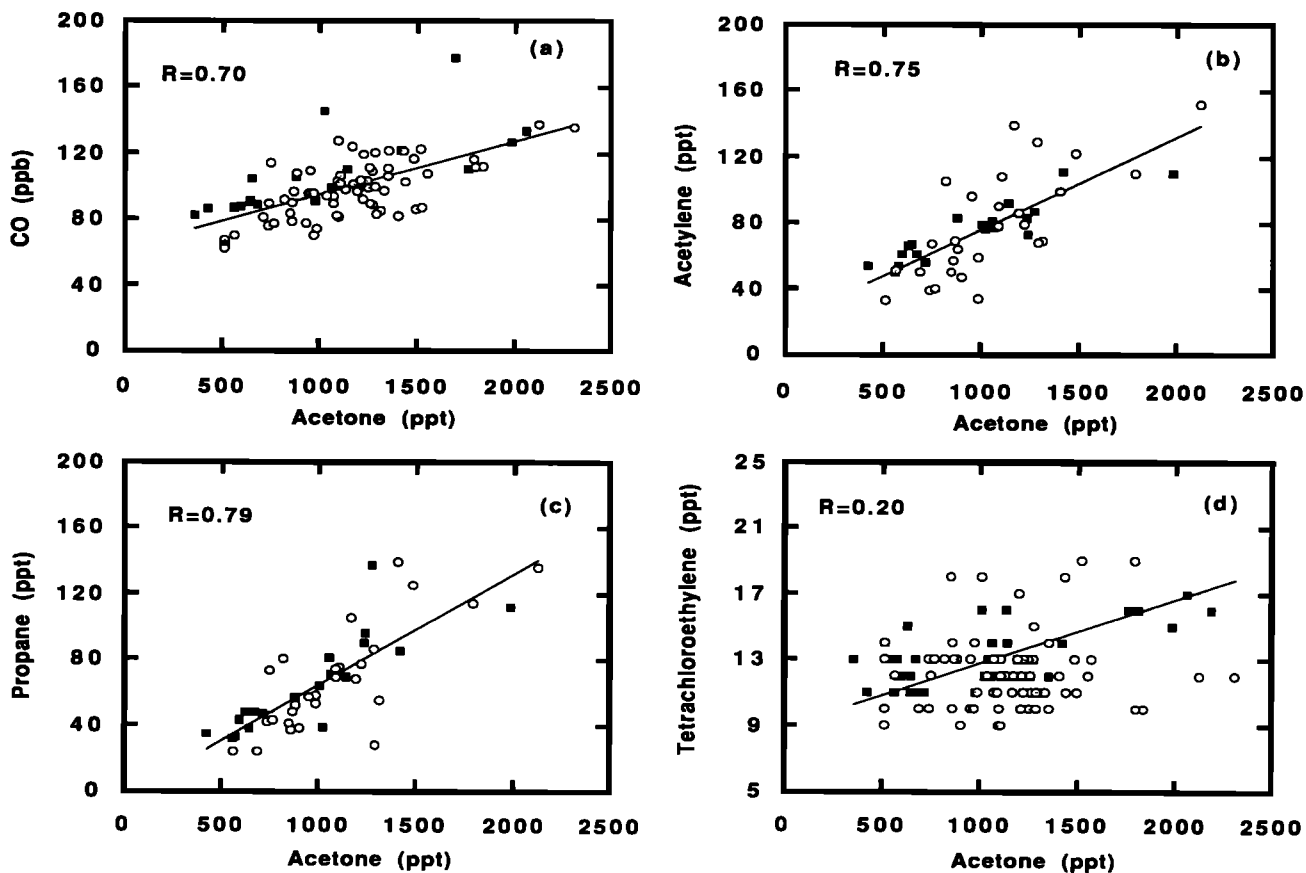 (a)
R=0.70
CO (ppb)
200
160
120
80
40
0
0 500 1000 1500 2000 2500
Acetone (ppt)
(b)
R=0.75
Acetylene (ppt)
200
160
120
80
40
0
0 500 1000 1500 2000 2500
Acetone (ppt)
(c)
R=0.79
Propane (ppt)
200
160
120
80
40
0
0 500 1000 1500 2000 2500
Acetone (ppt)
(d)
R=0.20
Tetrachloroethylene (ppt)
25
21
17
13
9
5
0 500 1000 1500 2000 2500
Acetone (ppt)